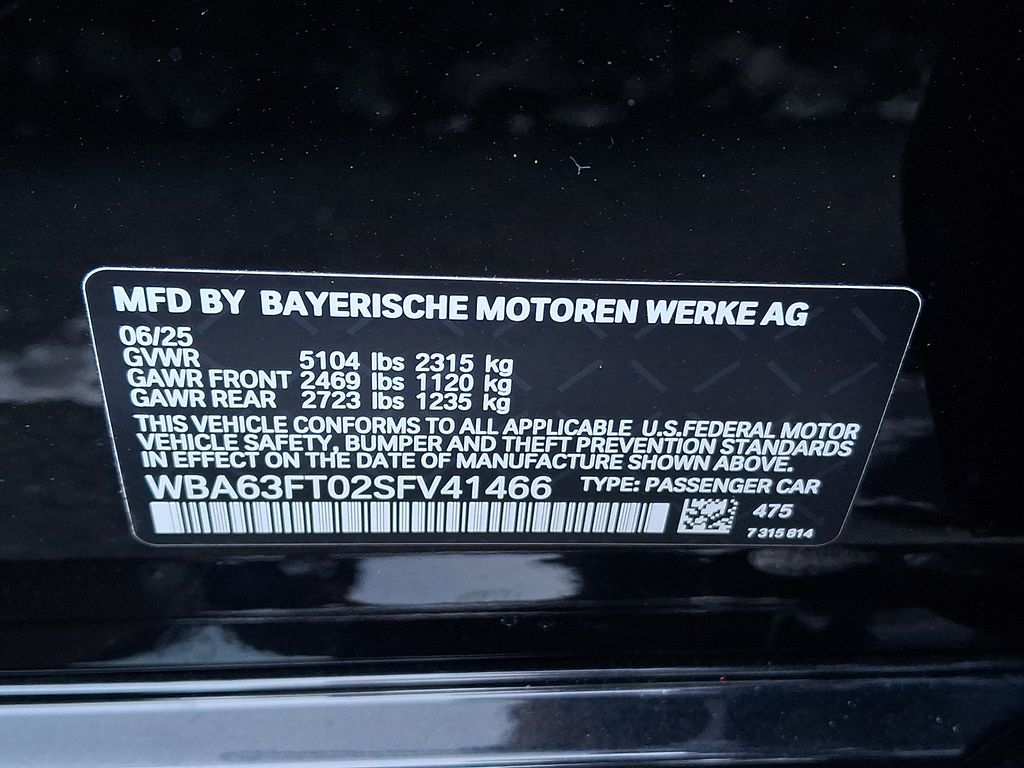 MFD BY BAYERISCHE MOTOREN WERKE AG
06/25
GVWR 5104 lbs 2315 kg
GAWR FRONT 2469 lbs 1120 kg
GAWR REAR 2723 lbs 1235 kg
THIS VEHICLE CONFORMS TO ALL APPLICABLE U.S.FEDERAL MOTOR
VEHICLE SAFETY, BUMPER AND THEFT PREVENTION STANDARDS
IN EFFECT ON THE DATE OF MANUFACTURE SHOWN ABOVE.
WBA63FT02SFV41466 TYPE: PASSENGER CAR
475
7 315 814